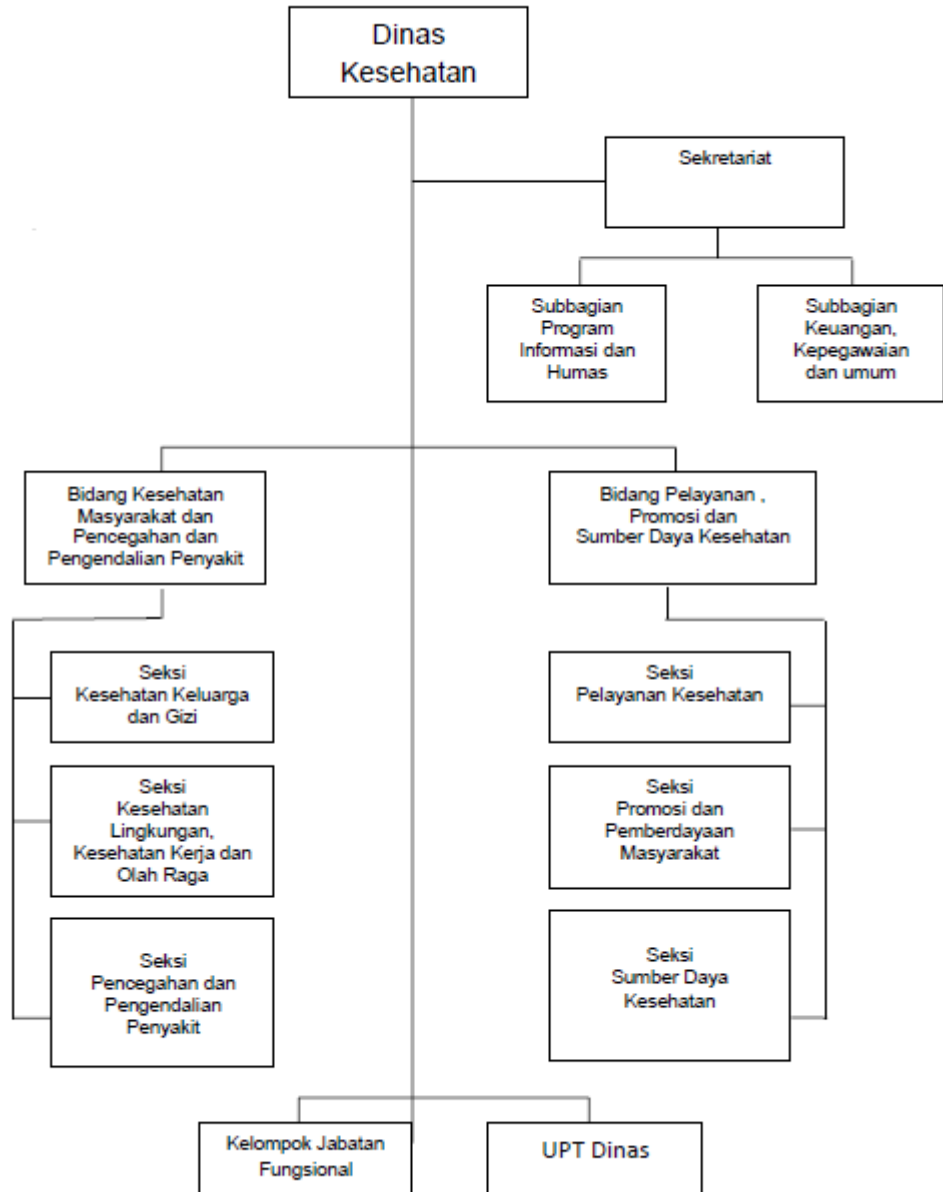 Dinas
Kesehatan
Sekretariat
Subbagian
Program
Informasi dan
Humas
Subbagian
Keuangan,
Kepegawaian
dan umum
Bidang Kesehatan
Masyarakat dan
Pencegahan dan
Pengendalian Penyakit
Bidang Pelayanan ,
Promosi dan
Sumber Daya Kesehatan
Seksi
Kesehatan Keluarga
dan Gizi
Seksi
Kesehatan
Lingkungan,
Kesehatan Kerja dan
Olah Raga
Seksi
Pencegahan dan
Pengendalian
Penyakit
Seksi
Pelayanan Kesehatan
Seksi
Promosi dan
Pemberdayaan
Masyarakat
Seksi
Sumber Daya
Kesehatan
Kelompok Jabatan
Fungsional
UPT Dinas